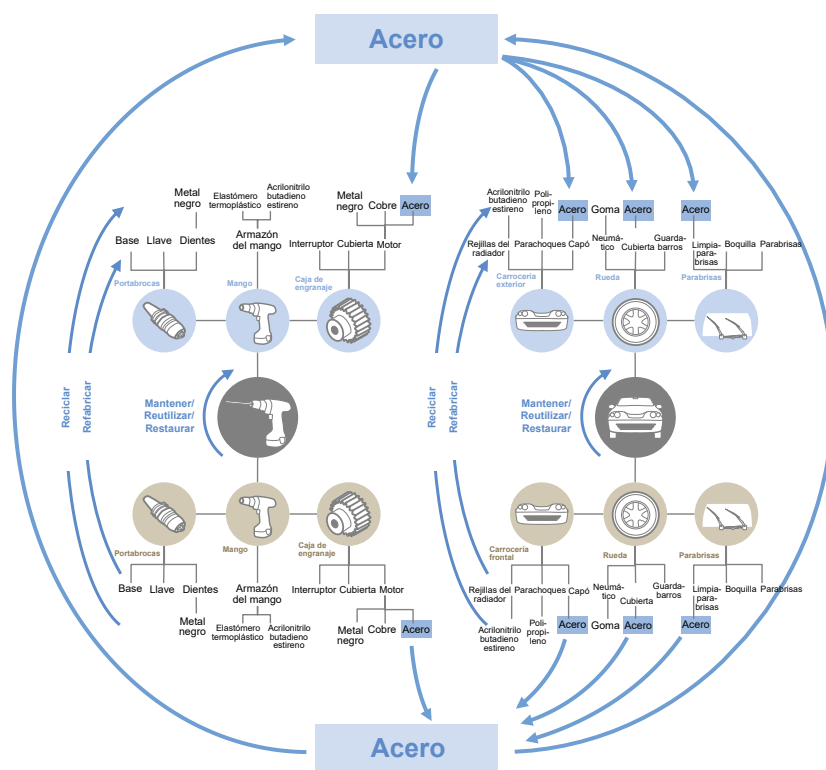 Acero
Metal
negro
Elastómero
termoplástico
Acrilonitrilo
butadieno
estireno
Metal
negro
Cobre
Acero
Base
Llave
Dientes
Armazón
del mango
Interruptor
Cubierta
Motor
Portabrocas
Mango
Caja de
engranaje
Acrilonitrilo
butadieno
estireno
Poli-
propi-
leno
Acero
Goma
Acero
Acero
Rejillas del
radiador
Parachoques
Capó
Neumá-
tico
Cubierta
Guarda-
barros
Limpia-
para-
brisas
Boquilla
Parabrisas
Carrocería
exterior
Rueda
Parabrisas
Reciclar
Refabricar
Mantener/
Reutilizar/
Restaurar
Reciclar
Refabricar
Mantener/
Reutilizar/
Restaurar
Portabrocas
Mango
Caja de
engranaje
Base
Llave
Dientes
Armazón
del mango
Interruptor
Cubierta
Motor
Metal
negro
Elastómero
termoplástico
Acrilonitrilo
butadieno
estireno
Metal
negro
Cobre
Acero
Carrocería
frontal
Rueda
Parabrisas
Rejillas del
radiador
Parachoques
Capó
Neumá-
tico
Cubierta
Guarda-
barros
Limpia-
para-
brisas
Boquilla
Parabrisas
Acrilonitrilo
butadieno
estireno
Poli-
propi-
leno
Acero
Goma
Acero
Acero
Acero